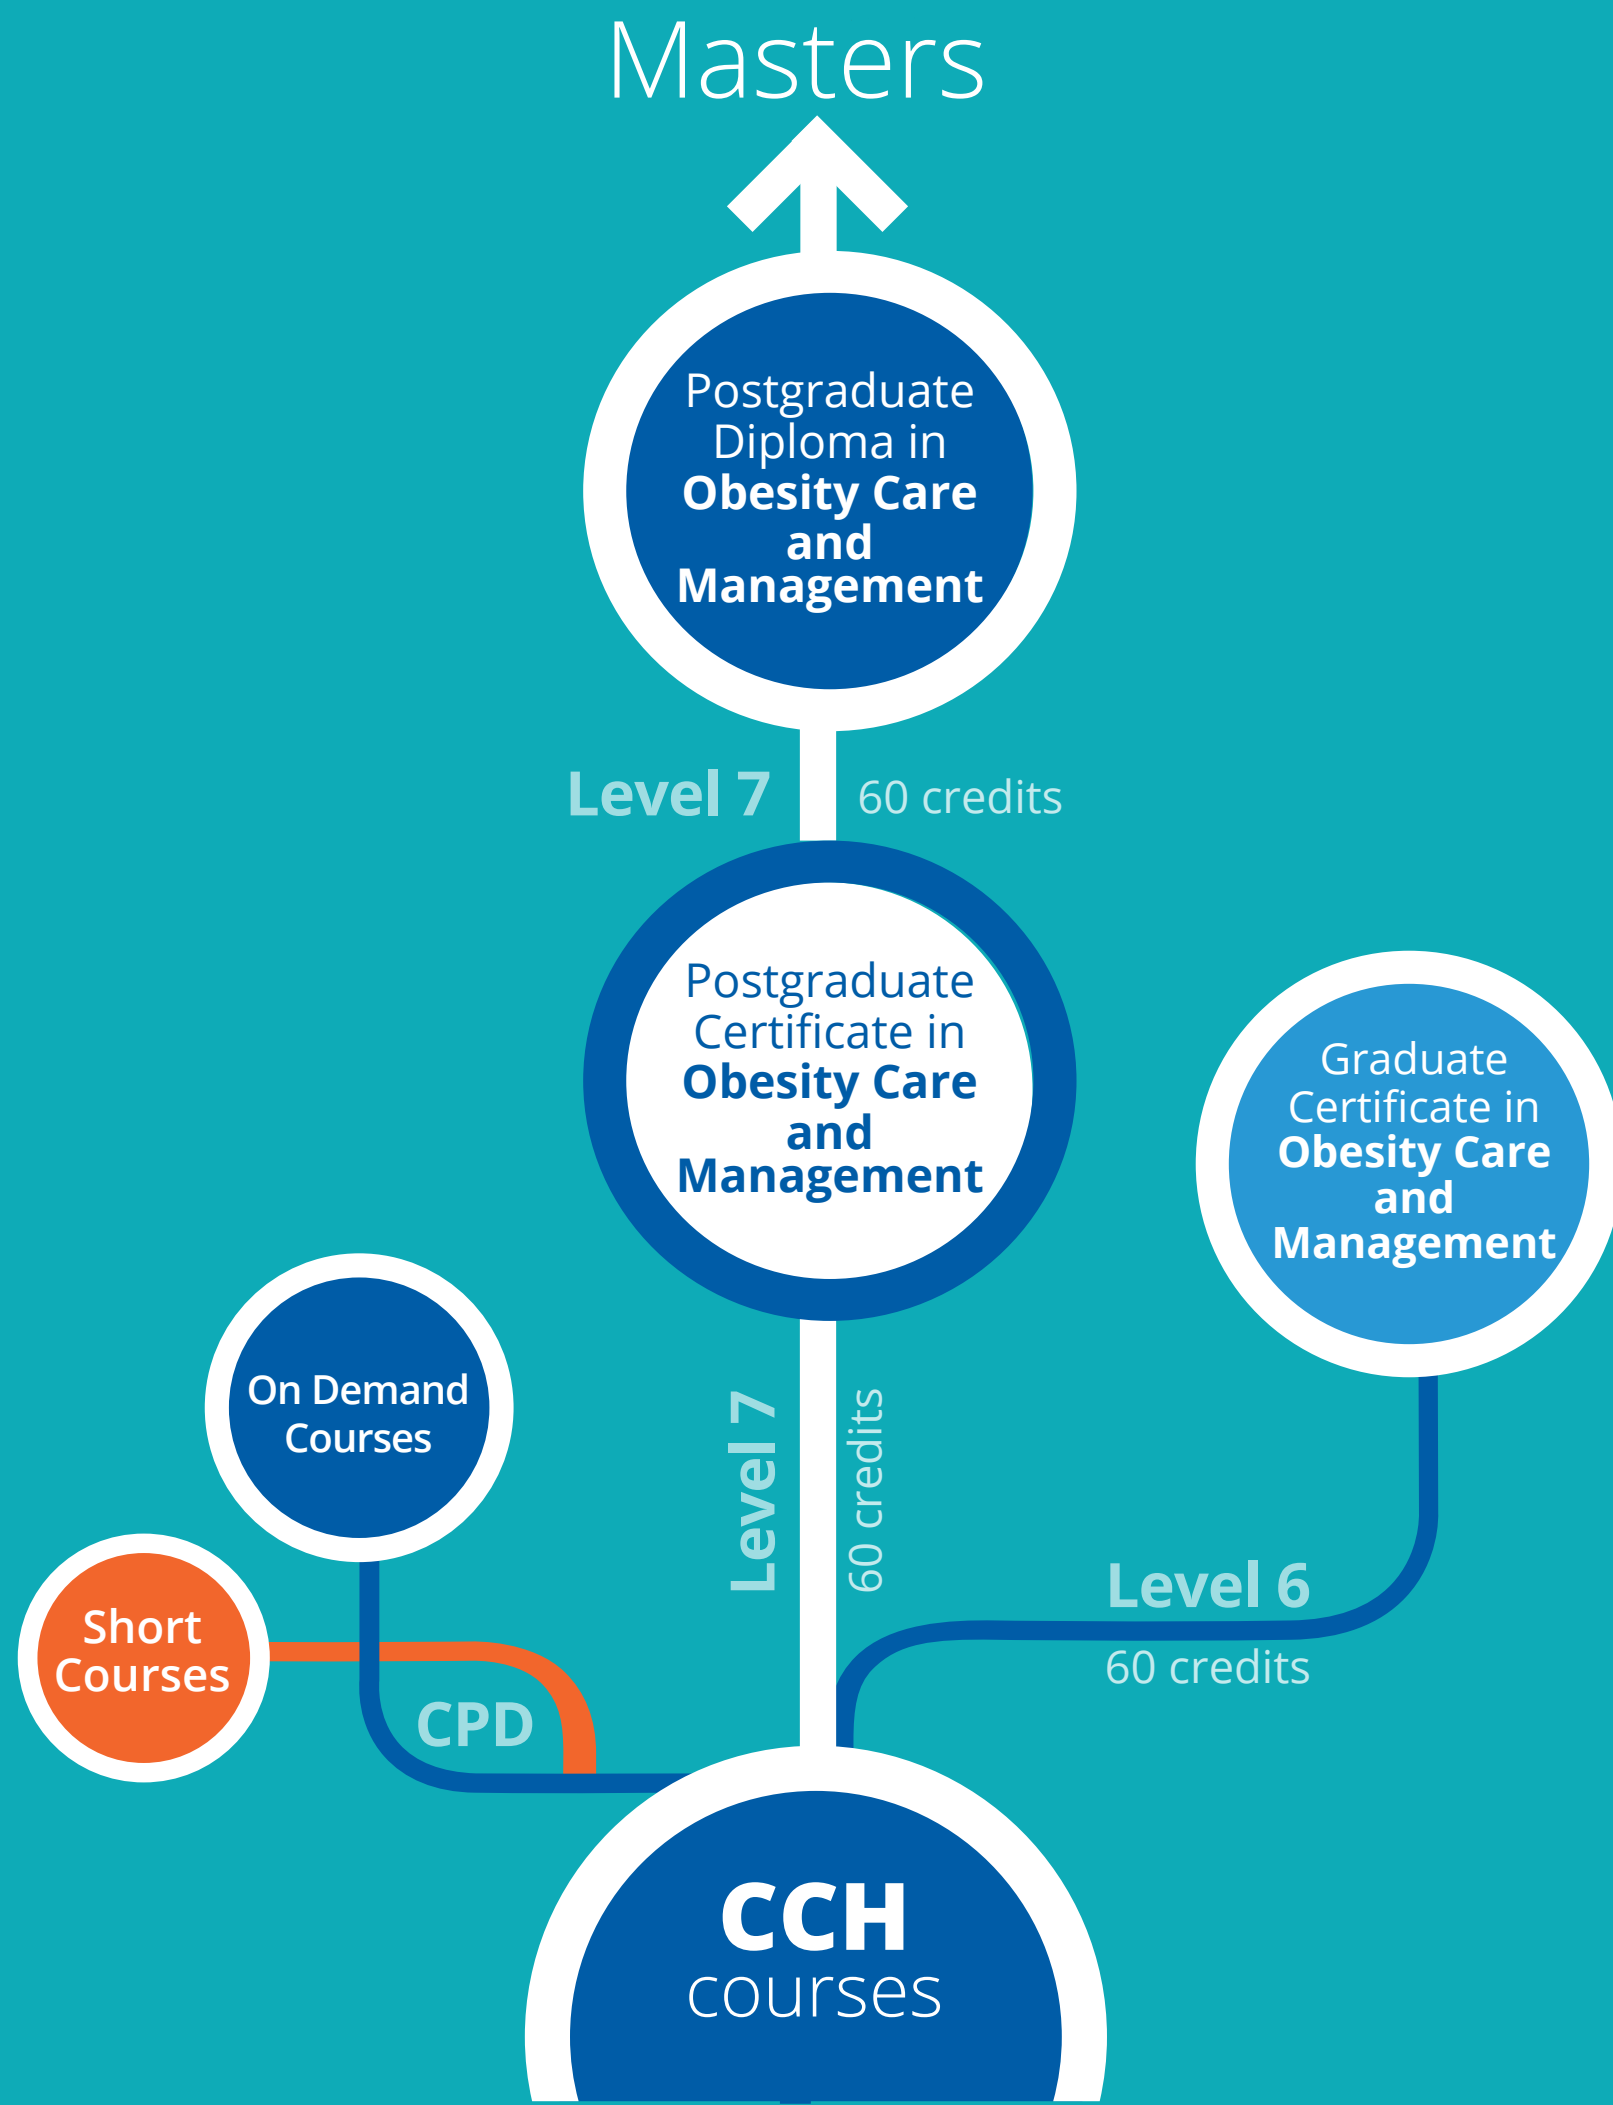 Masters
Postgraduate
Diploma in
Obesity Care
and
Management
Level 7
60 credits
Postgraduate
Certificate in
Obesity Care
and
Management
Graduate
Certificate in
Obesity Care
and
Management
On Demand
Courses
Level 7
60 credits
Short
Courses
Level 6
60 credits
CPD
CCH
courses